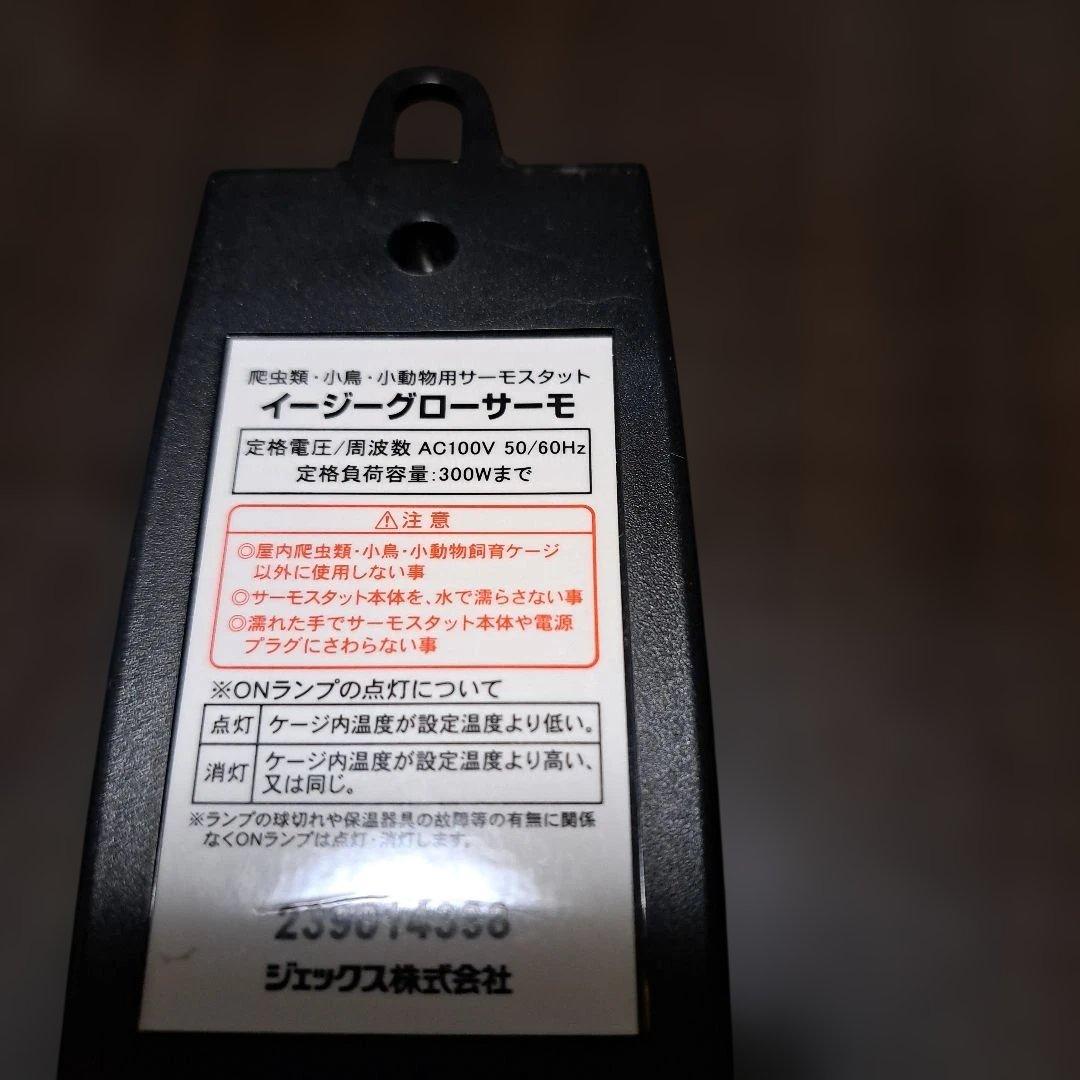 爬虫類・小鳥・小動物用サーモスタット
イージーグローサーモ
定格電圧/周波数 AC100V 50/60Hz
定格負荷容量:300Wまで
⚠注意
◎屋内爬虫類・小鳥・小動物飼育ケージ
以外に使用しない事
◎サーモスタット本体を、水で濡らさない事
◎濡れた手でサーモスタット本体や電源
プラグにさわらない事
※ONランプの点灯について
点灯 ケージ内温度が設定温度より低い。
消灯 ケージ内温度が設定温度より高い、
又は同じ。
※ランプの球切れや保温器具の故障等の有無に関係
なくONランプは点灯・消灯します。
239014398
ジェックス株式会社